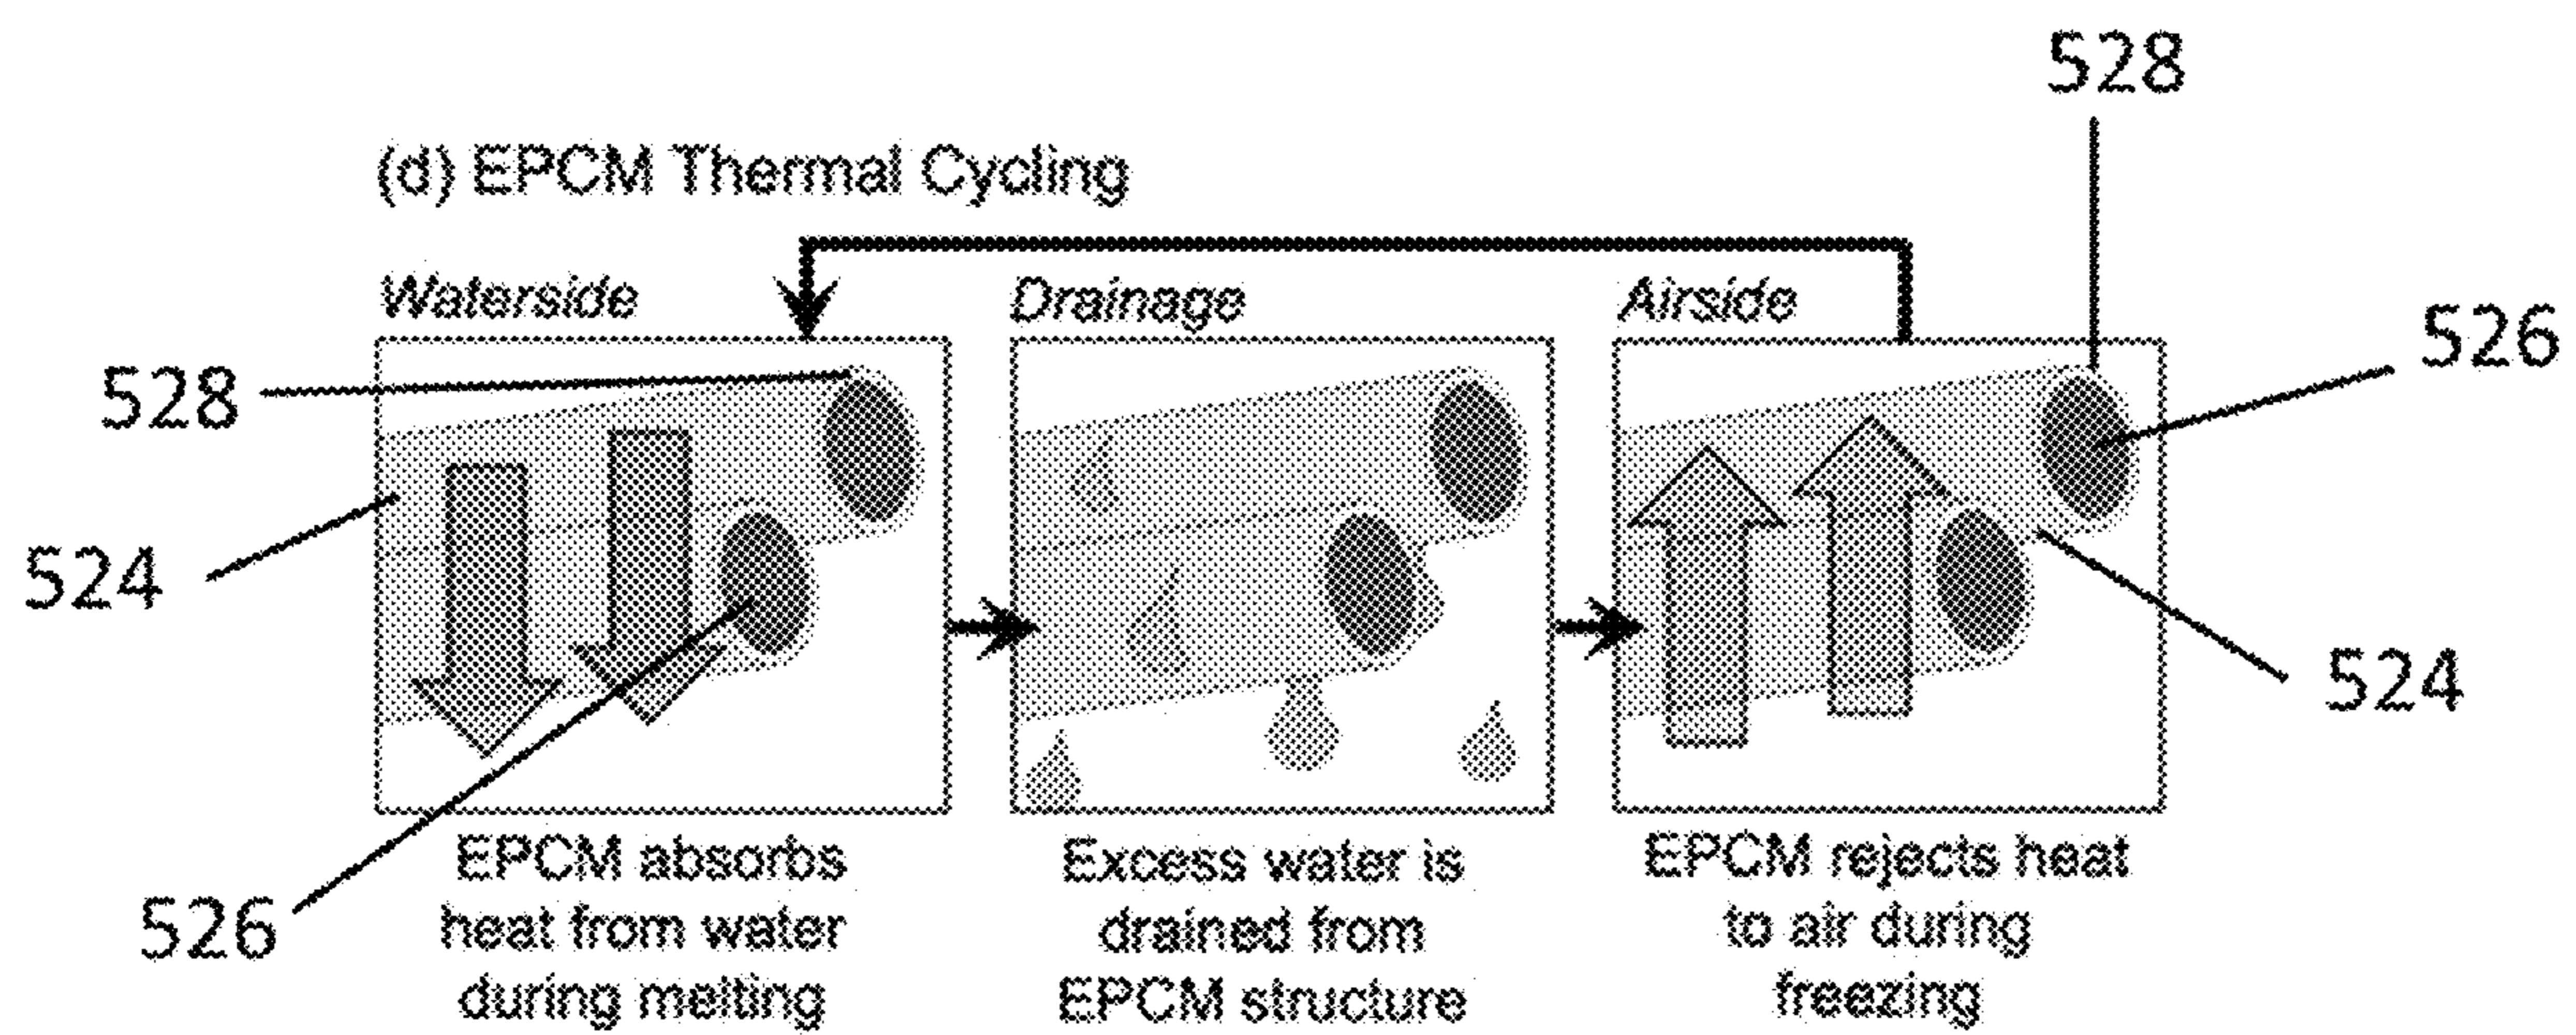 528
(d) EPCM Thermal Cycling
Waterside
Drainage
Airside
526
528
524
524
526
EPCM absorbs
heat from water
during melting
Excess water is
drained from
EPCM structure
EPCM rejects heat
to air during
freezing